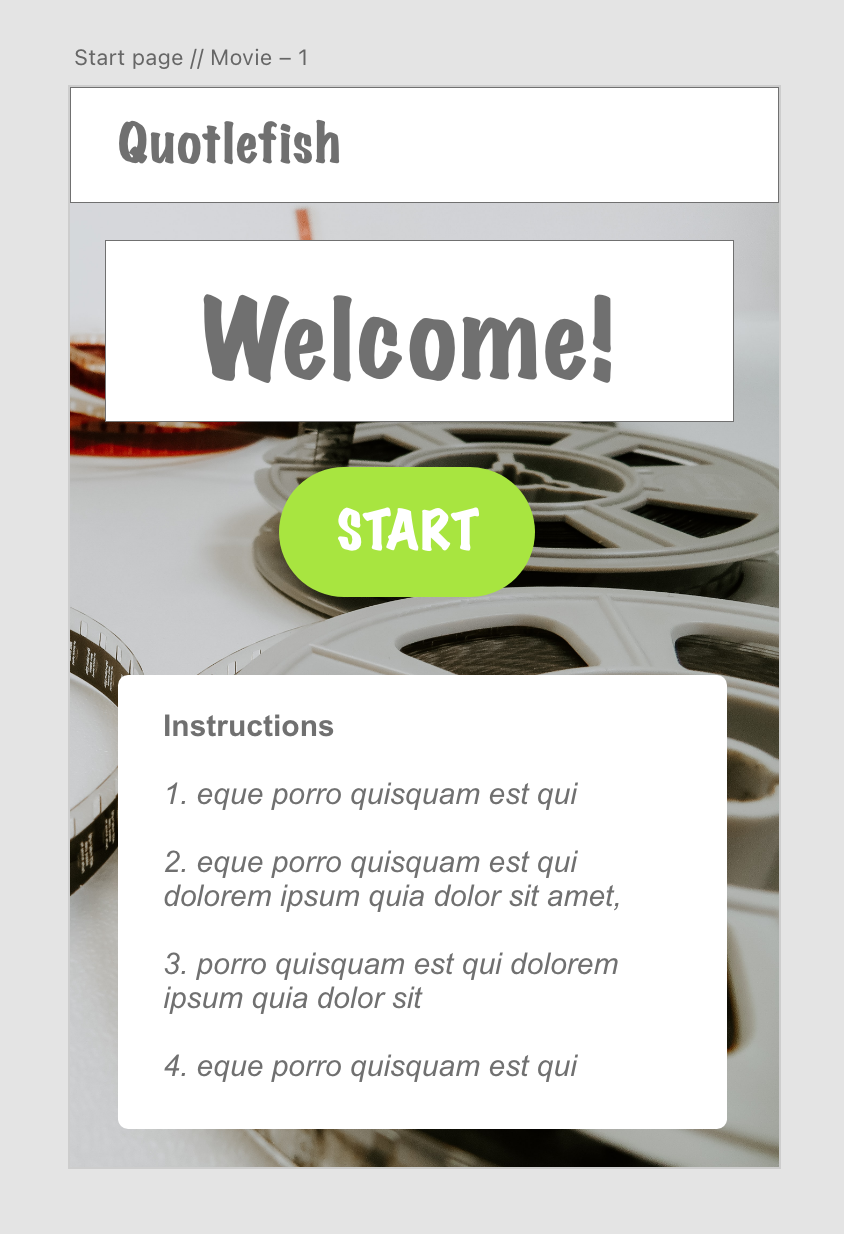 Start page // Movie – 1
Quotlefish
Welcome!
START
Instructions
1. eque porro quisquam est qui
2. eque porro quisquam est qui
dolorem ipsum quia dolor sit amet,
3. porro quisquam est qui dolorem
ipsum quia dolor sit
4. eque porro quisquam est qui